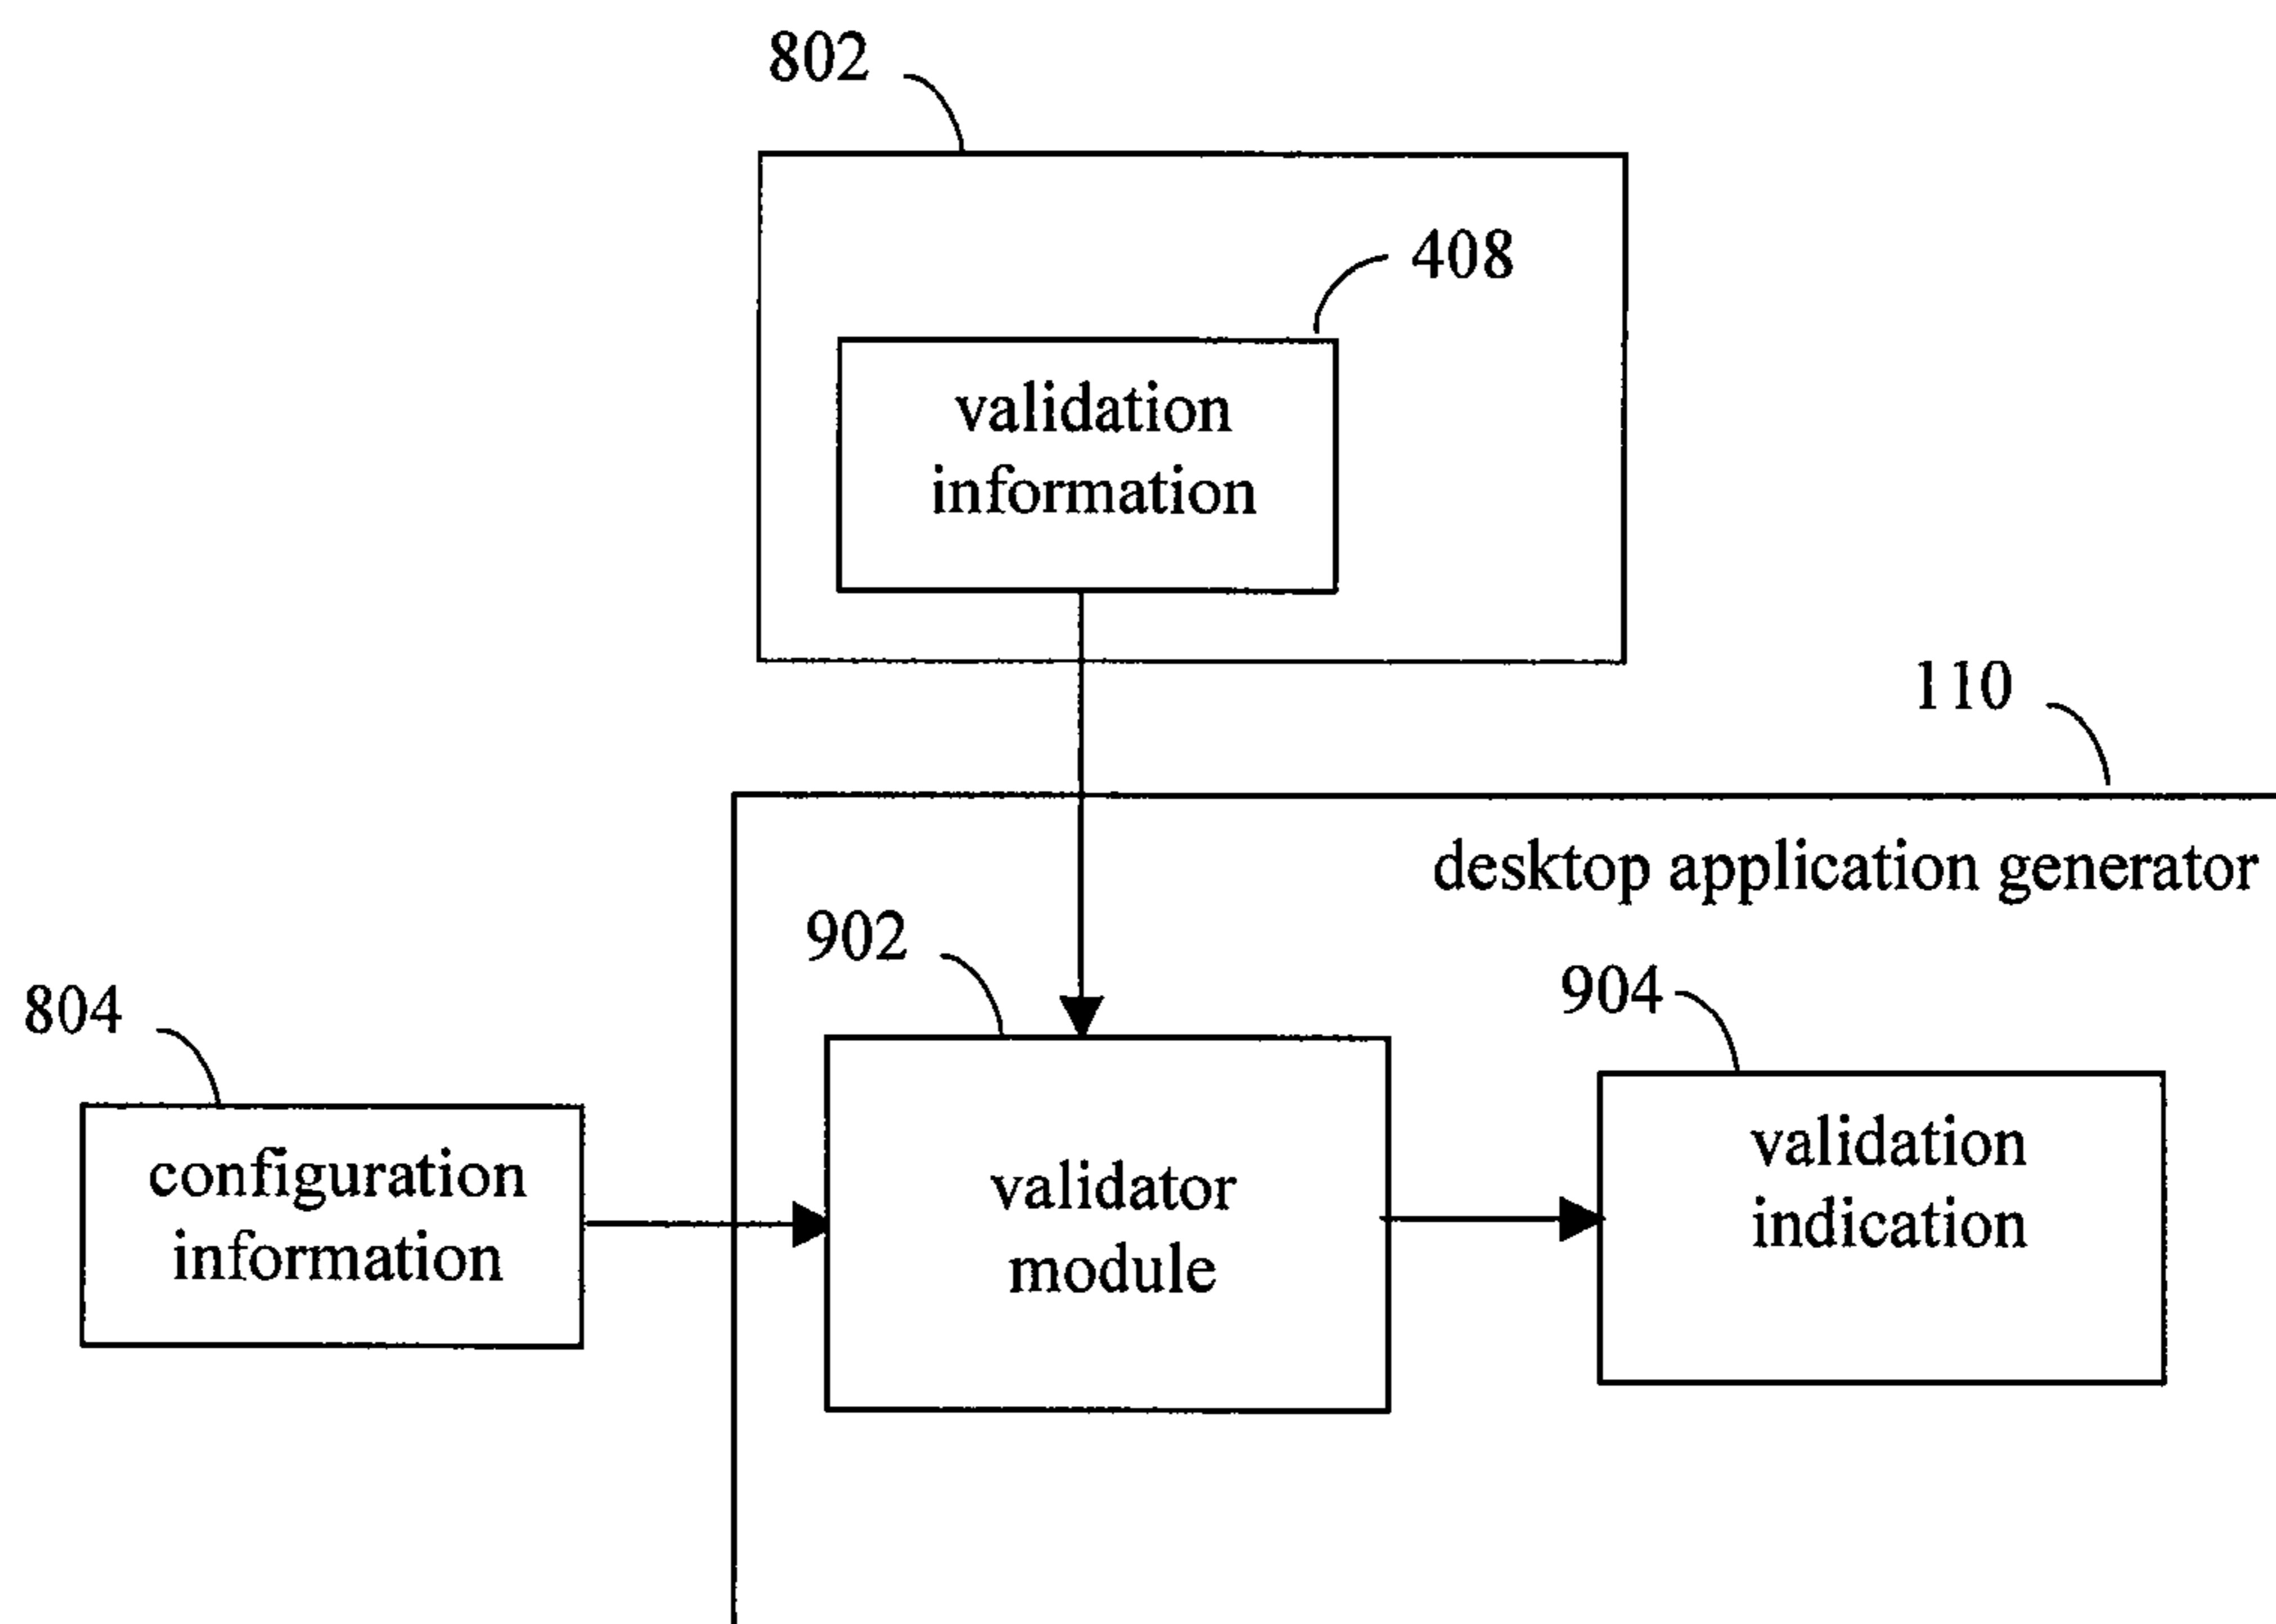 802
408
validation
information
110
desktop application generator
902
904
804
configuration
information
validator
module
validation
indication